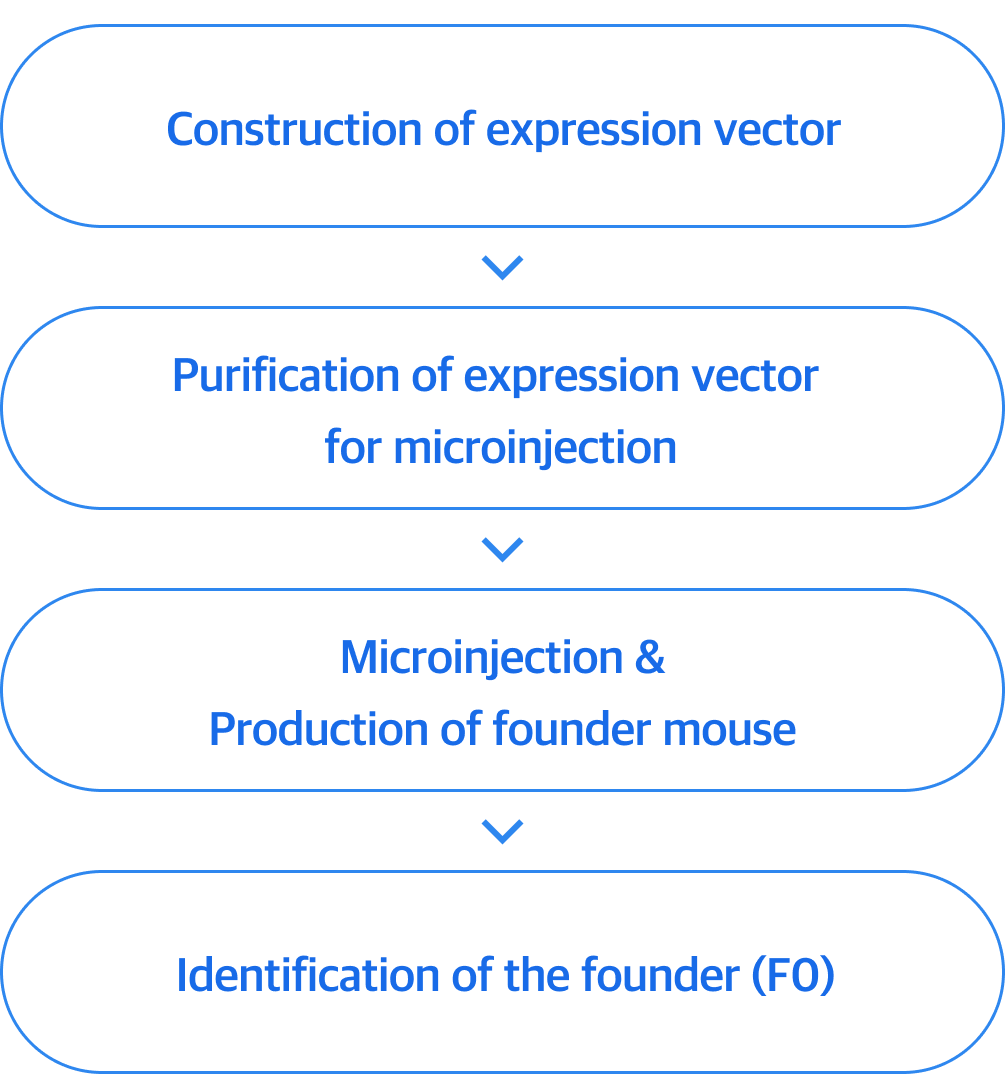 Construction of expression vector
Purification of expression vector
for microinjection
Microinjection &
Production of founder mouse
Identification of the founder (F0)